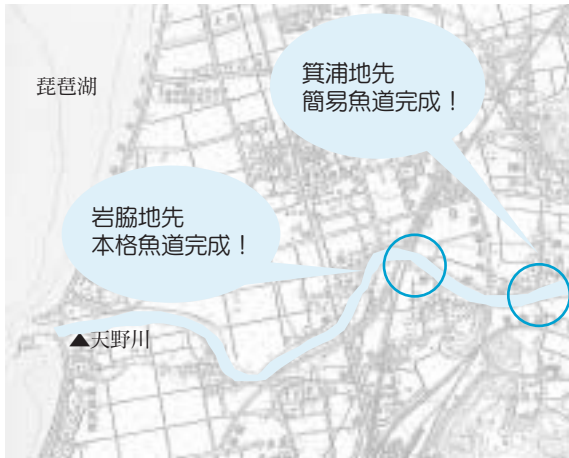 箕浦地先
簡易魚道完成！
琵琶湖
岩脇地先
本格魚道完成！
▲天野川